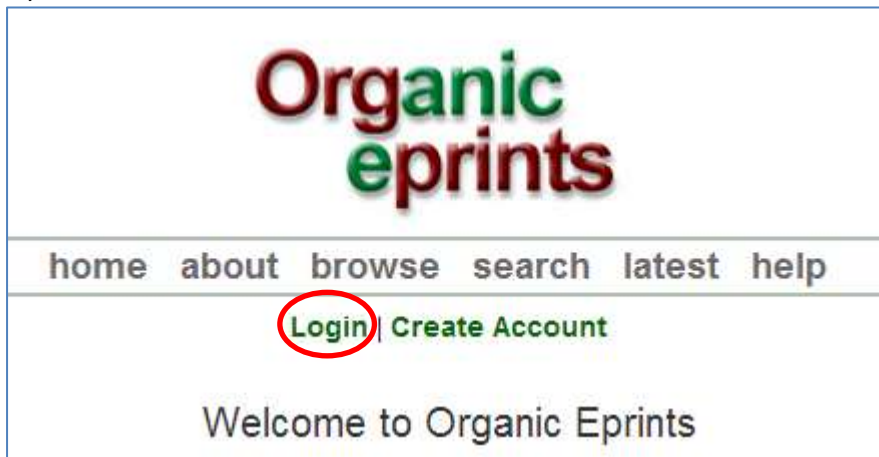 Organic
eprints
home about browse search latest help
Login | Create Account
Welcome to Organic Eprints